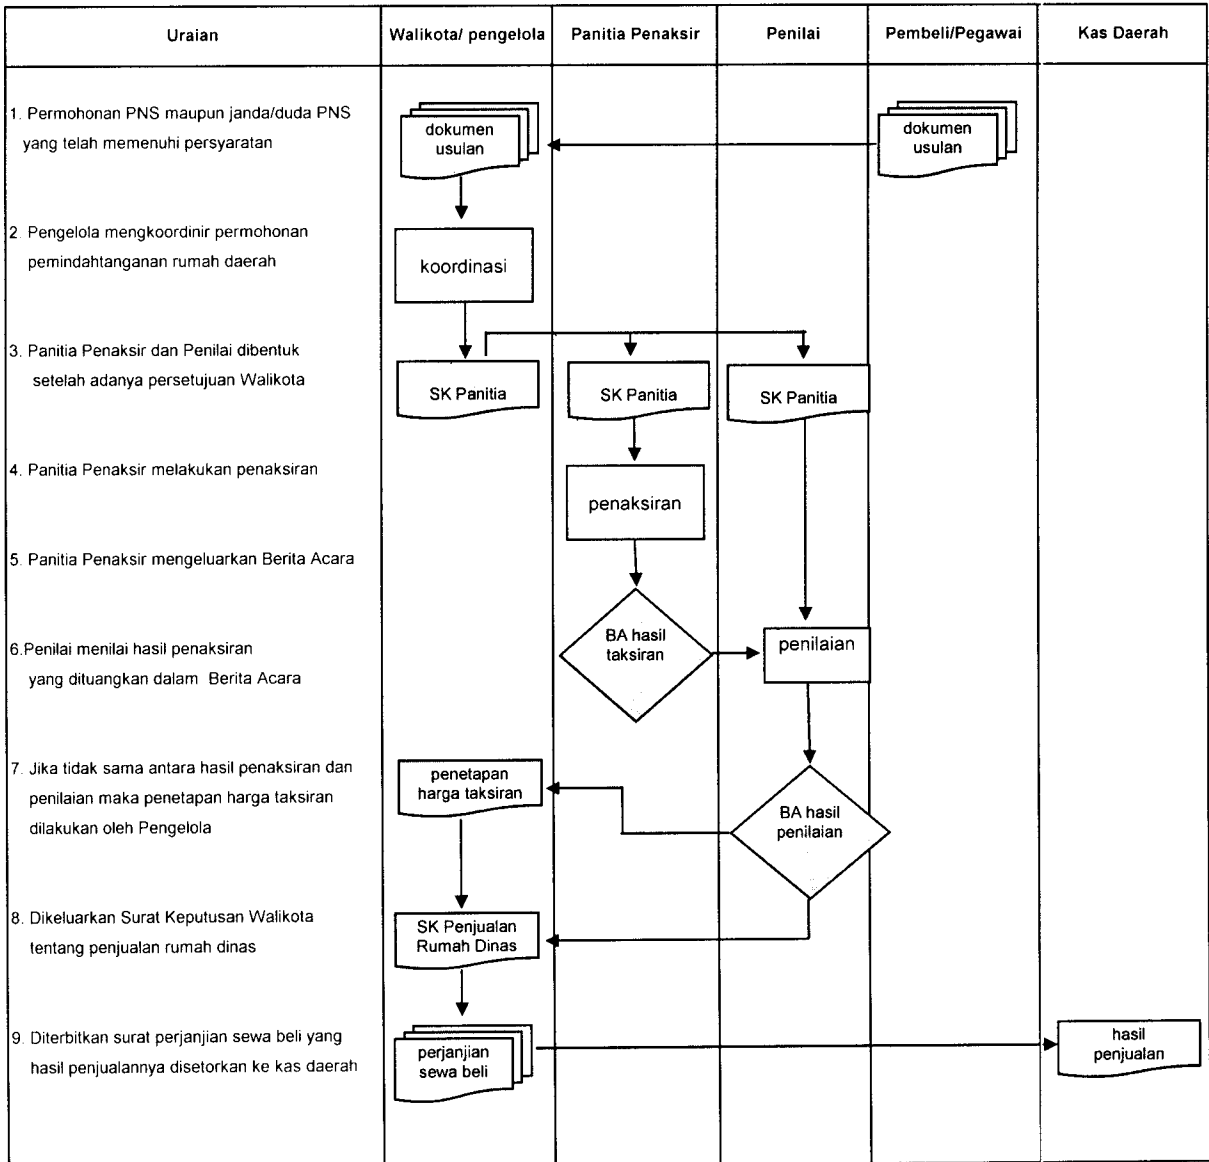 Uraian
Walikota/ pengelola
Panitia Penaksir
Penilai
Pembeli/Pegawai
Kas Daerah
1. Permohonan PNS maupun janda/duda PNS
yang telah memenuhi persyaratan
dokumen
usulan
dokumen
usulan
2. Pengelola mengkoordinir permohonan
pemindahtanganan rumah daerah
koordinasi
3. Panitia Penaksir dan Penilai dibentuk
setelah adanya persetujuan Walikota
SK Panitia
SK Panitia
SK Panitia
4. Panitia Penaksir melakukan penaksiran
penaksiran
5. Panitia Penaksir mengeluarkan Berita Acara
BA hasil
taksiran
penilaian
6.Penilai menilai hasil penaksiran
yang dituangkan dalam Berita Acara
7. Jika tidak sama antara hasil penaksiran dan
penilaian maka penetapan harga taksiran
dilakukan oleh Pengelola
penetapan
harga taksiran
BA hasil
penilaian
8. Dikeluarkan Surat Keputusan Walikota
tentang penjualan rumah dinas
SK Penjualan
Rumah Dinas
9. Diterbitkan surat perjanjian sewa beli yang
hasil penjualannya disetorkan ke kas daerah
perjanjian
sewa beli
hasil
penjualan